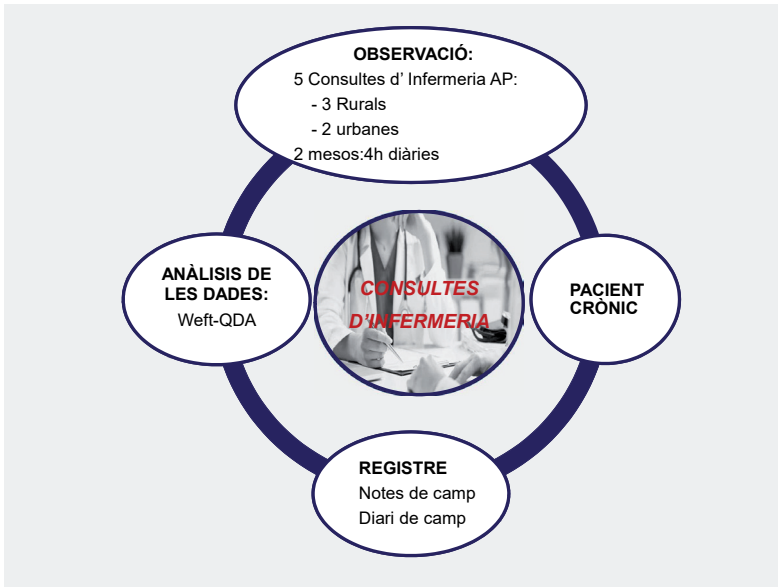 OBSERVACIÓ:
5 Consultes d' Infermeria AP:
- 3 Rurals
- 2 urbanes
2 mesos:4h diàries
ANÀLISIS DE
LES DADES:
Weft-QDA
CONSULTES
D'INFERMERIA
PACIENT
CRÒNIC
REGISTRE
Notes de camp
Diari de camp